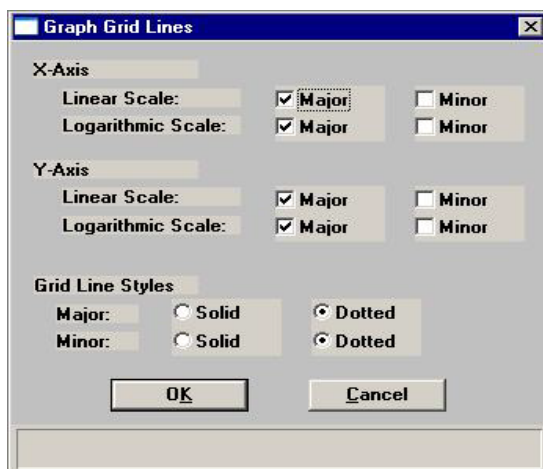 Graph Grid Lines
X-Axis
Linear Scale: Major Minor
Logarithmic Scale: Major Minor
Y-Axis
Linear Scale: Major Minor
Logarithmic Scale: Major Minor
Grid Line Styles
Major: Solid Dotted
Minor: Solid Dotted
OK Cancel